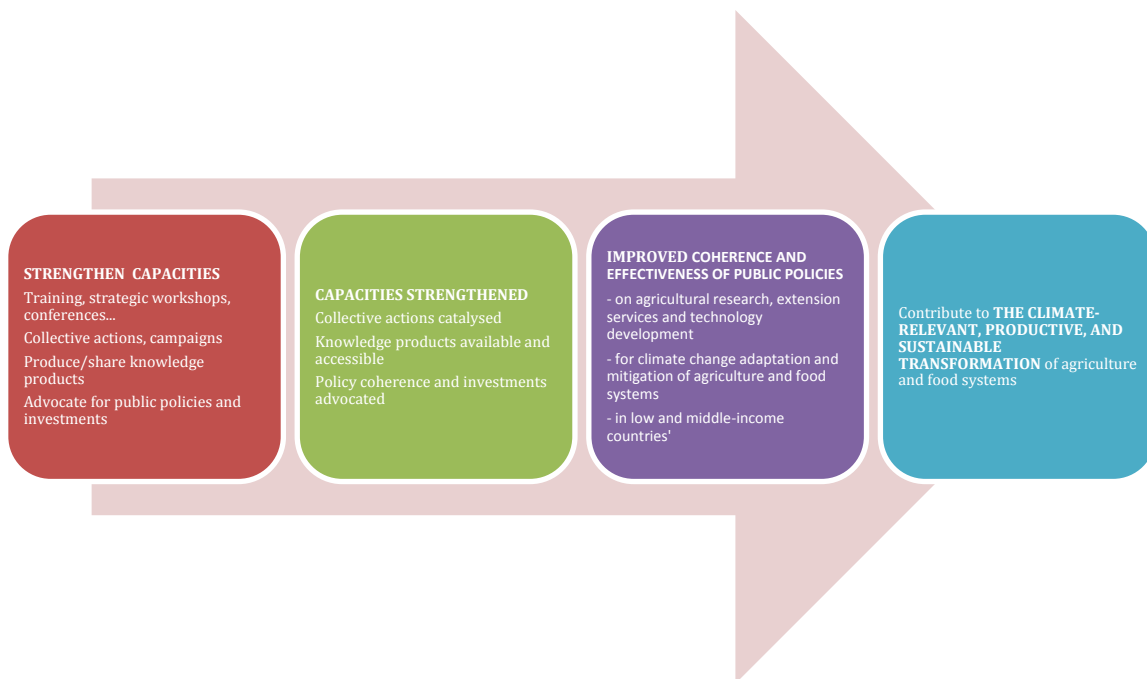 STRENGTHEN CAPACITIES
Training, strategic workshops,
conferences...
Collective actions, campaigns
Produce/share knowledge
products
Advocate for public policies and
investments
CAPACITIES STRENGTHENED
Collective actions catalysed
Knowledge products available and
accessible
Policy coherence and investments
advocated
IMPROVED COHERENCE AND
EFFECTIVENESS OF PUBLIC POLICIES
- on agricultural research, extension
services and technology
development
- for climate change adaptation and
mitigation of agriculture and food
systems
- in low and middle-income
countries'
Contribute to THE CLIMATE-
RELEVANT, PRODUCTIVE, AND
SUSTAINABLE
TRANSFORMATION of agriculture
and food systems